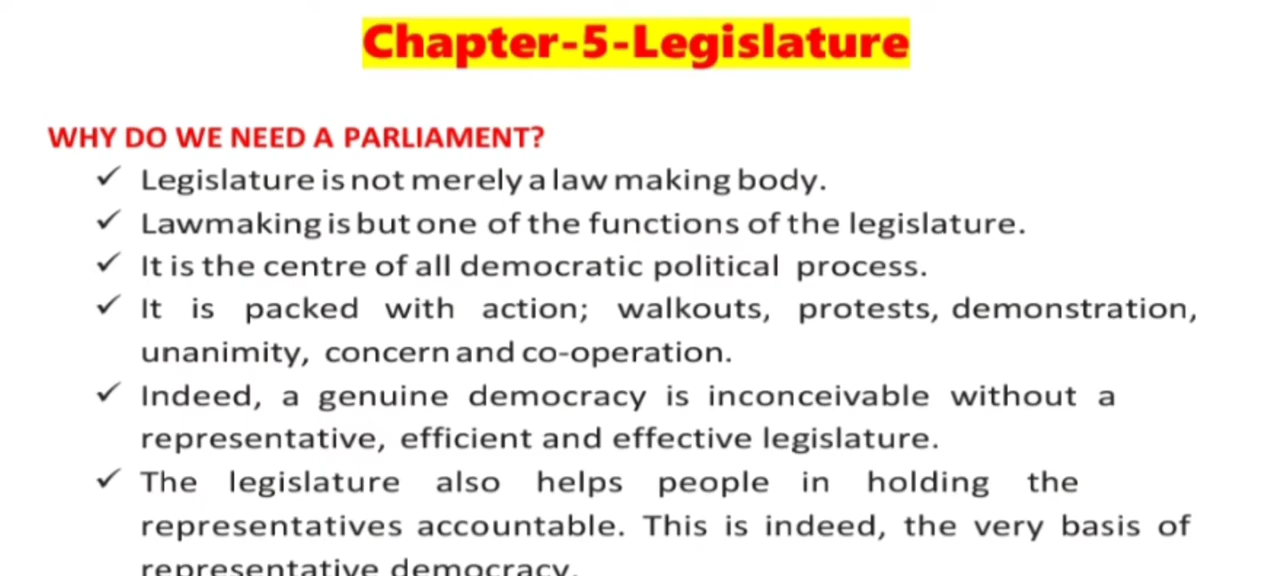 Chapter-5-Legislature
WHY DO WE NEED A PARLIAMENT?
✓ Legislature is not merely a law making body.
✓ Lawmaking is but one of the functions of the legislature.
✓ It is the centre of all democratic political process.
✓ It is packed with action; walkouts, protests, demonstration,
unanimity, concern and co-operation.
✓ Indeed, a genuine democracy is inconceivable without a
representative, efficient and effective legislature.
✓ The legislature also helps people in holding the
representatives accountable. This is indeed, the very basis of
representative democracy.